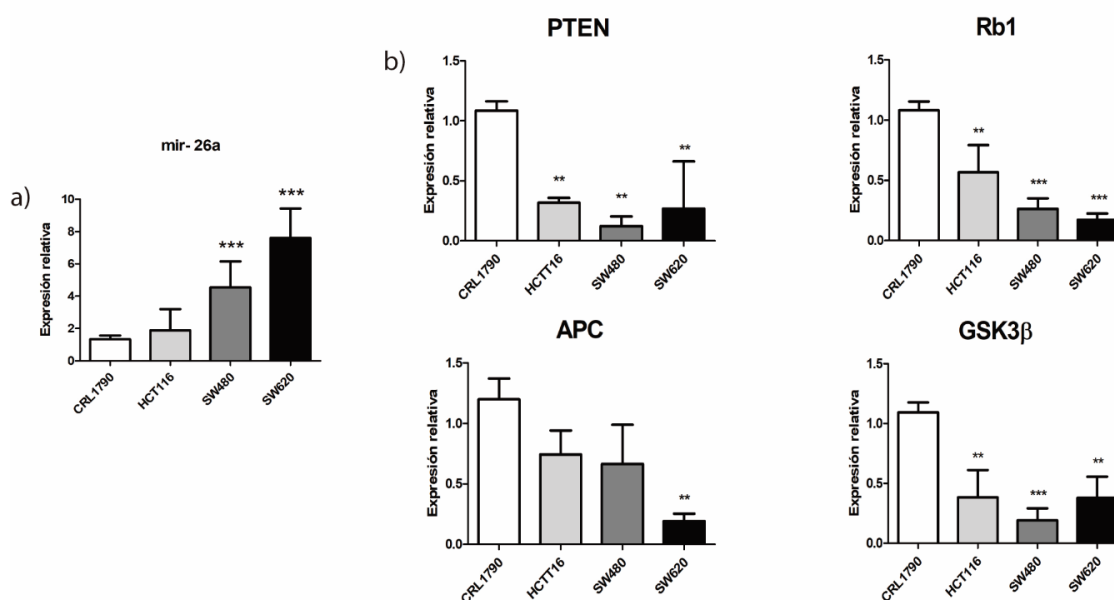 a)
mir- 26a
Expresión relativa
10
8
6
4
2
0
***
***
CRL1790
HCT116
SW480
SW620
b)
PTEN
Expresión relativa
1.5
1.0
0.5
0.0
**
**
**
CRL1790
HCTT16
SW480
SW620
Rb1
Expresión relativa
1.5
1.0
0.5
0.0
**
***
***
CRL1790
HCT116
SW480
SW620
APC
Expresión relativa
1.5
1.0
0.5
0.0
**
CRL1790
HCTT16
SW480
SW620
GSK3β
Expresión relativa
1.5
1.0
0.5
0.0
**
***
**
CRL1790
HCT116
SW480
SW620